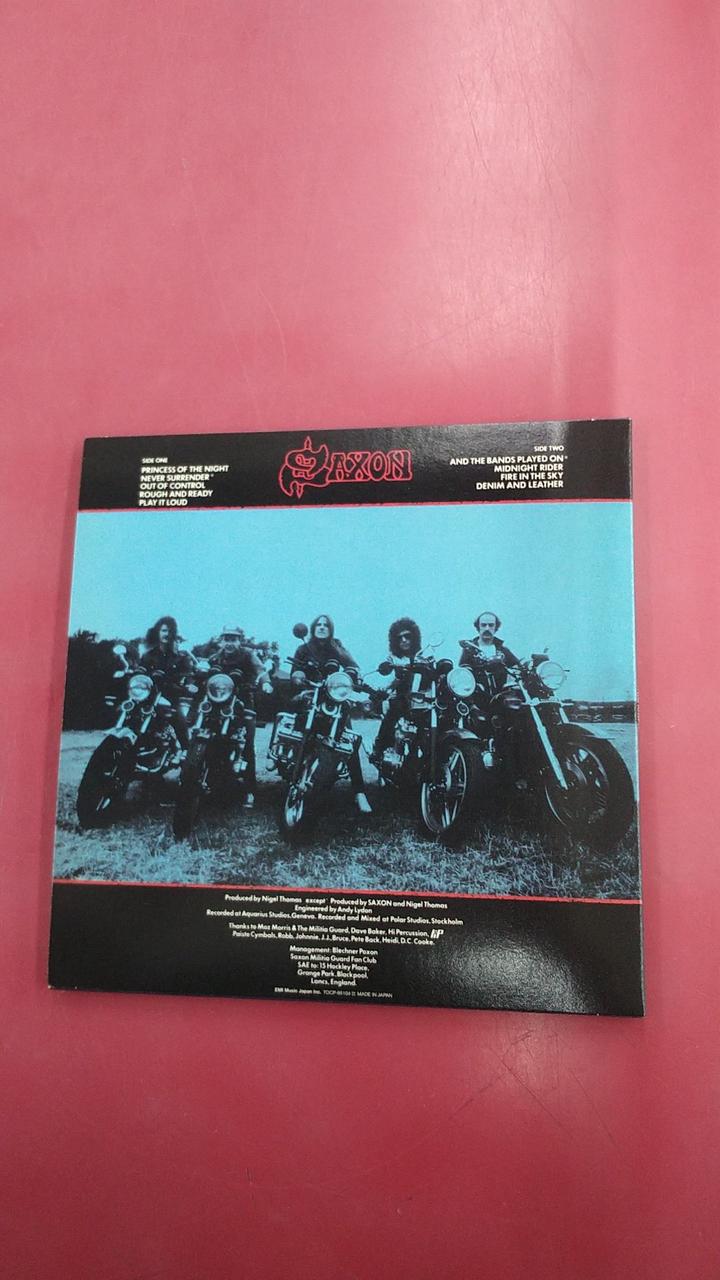 SIDE ONE
PRINCESS OF THE NIGHT
NEVER SURRENDER*
OUT OF CONTROL
ROUGH AND READY
PLAY IT LOUD
SAXON
SIDE TWO
AND THE BANDS PLAYED ON*
MIDNIGHT RIDER
FIRE IN THE SKY
DENIM AND LEATHER
Produced by Nigel Thomas except * Produced by SAXON and Nigel Thomas
Engineered by Andy Lydon
Recorded at Aquarius Studios, Geneva. Recorded and Mixed at Polar Studios, Stockholm
Thanks to Maz Morris & The Militia Guard, Dave Baker, Hi Percussion,
Paiste Cymbals, Robb, Johnnie, J.J., Bruce, Pete Back, Heidi, D.C. Cooke.
Management: Blechner Poxon
Saxon Militia Guard Fan Club
SAE to: 15 Hockley Place,
Grange Park, Blackpool,
Lancs, England.
EMI Music Japan Inc. MADE IN JAPAN